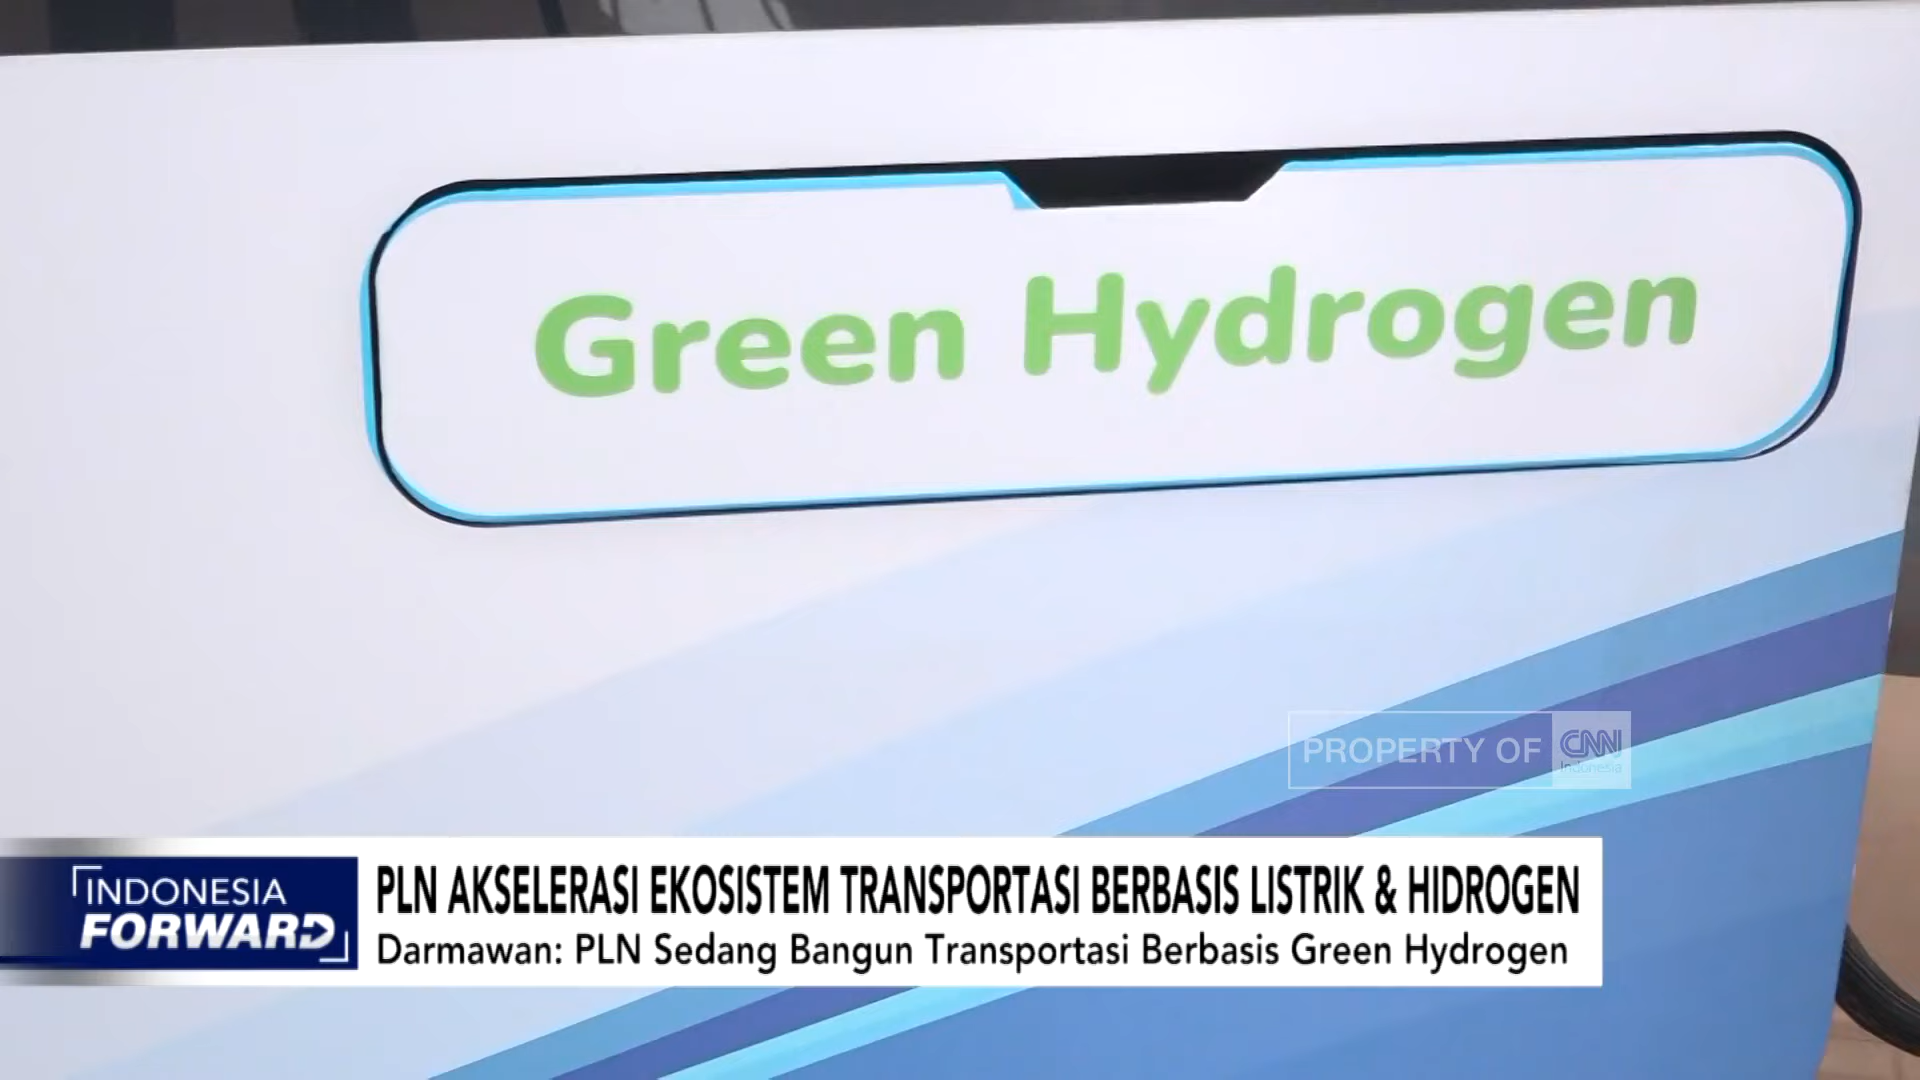 Green Hydrogen
PROPERTY OF CNN
Indonesia
INDONESIA
FORWARD
PLN AKSELERASI EKOSISTEM TRANSPORTASI BERBASIS LISTRIK & HIDROGEN
Darmawan: PLN Sedang Bangun Transportasi Berbasis Green Hydrogen